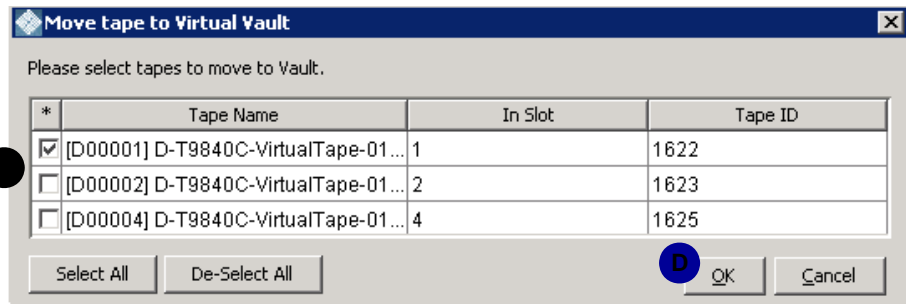 Move tape to Virtual Vault
Please select tapes to move to Vault.
* Tape Name In Slot Tape ID
[D00001] D-T9840C-VirtualTape-01... 1 1622
[D00002] D-T9840C-VirtualTape-01... 2 1623
[D00004] D-T9840C-VirtualTape-01... 4 1625
Select All De-Select All D OK Cancel